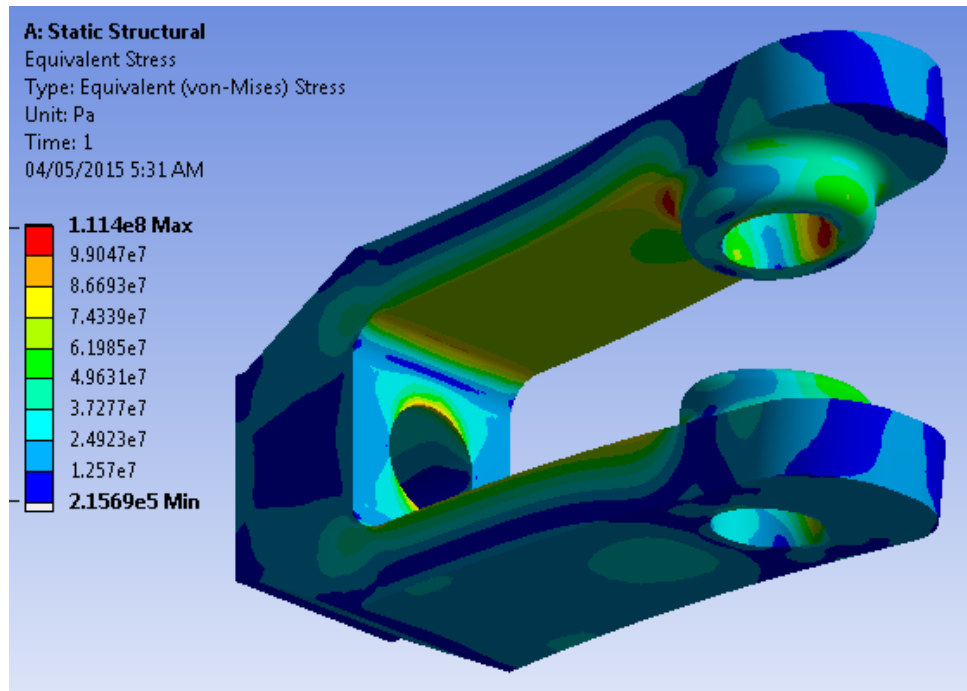 A: Static Structural
Equivalent Stress
Type: Equivalent (von-Mises) Stress
Unit: Pa
Time: 1
04/05/2015 5:31 AM
1.114e8 Max
9.9047e7
8.6693e7
7.4339e7
6.1985e7
4.9631e7
3.7277e7
2.4923e7
1.257e7
2.1569e5 Min